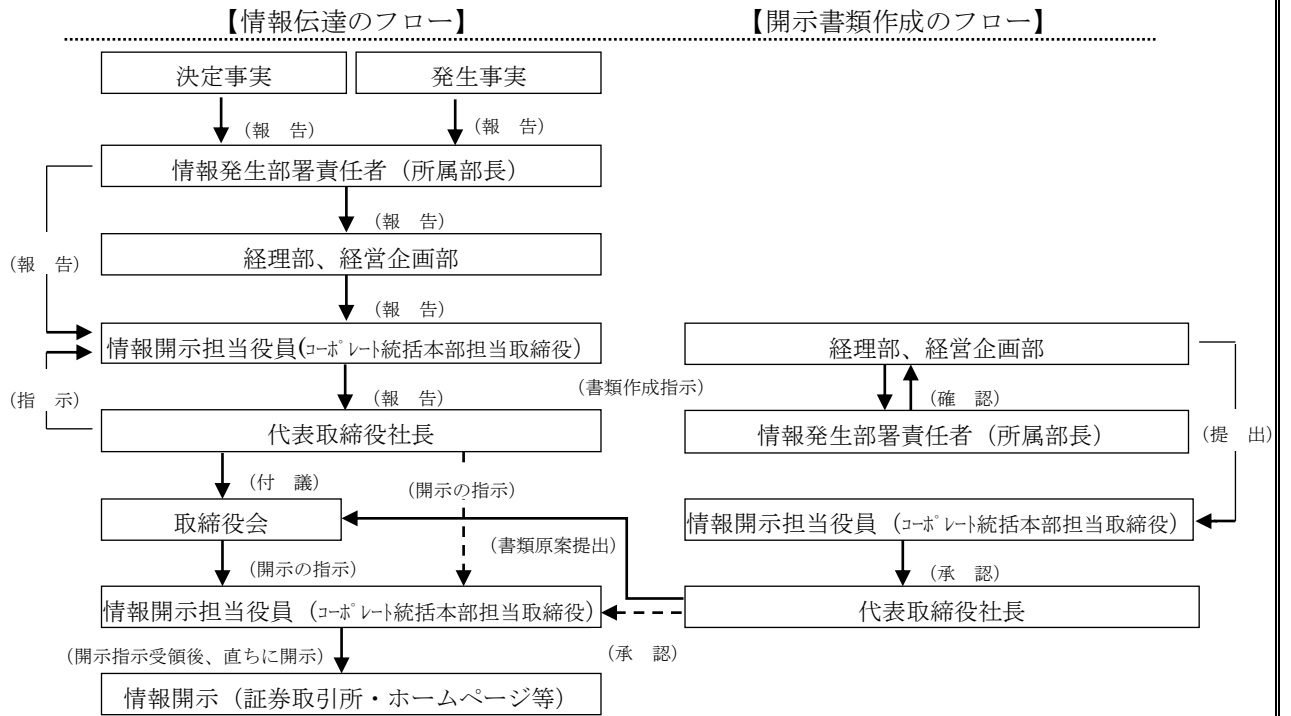 【情報伝達のフロー】
決定事実
発生事実
（報　告）
（報　告）
情報発生部署責任者（所属部長）
（報　告）
（報　告）
経理部、経営企画部
（報　告）
情報開示担当役員(ｺｰﾎﾟﾚｰﾄ統括本部担当取締役）
（指　示）
（報　告）
代表取締役社長
（付　議）
（開示の指示）
取締役会
（開示の指示）
情報開示担当役員（ｺｰﾎﾟﾚｰﾄ統括本部担当取締役）
（開示指示受領後、直ちに開示）
情報開示（証券取引所・ホームページ等）
【開示書類作成のフロー】
経理部、経営企画部
（書類作成指示）
（確　認）
情報発生部署責任者（所属部長）
（提　出）
情報開示担当役員（ｺｰﾎﾟﾚｰﾄ統括本部担当取締役）
（書類原案提出）
（承　認）
代表取締役社長
（承　認）